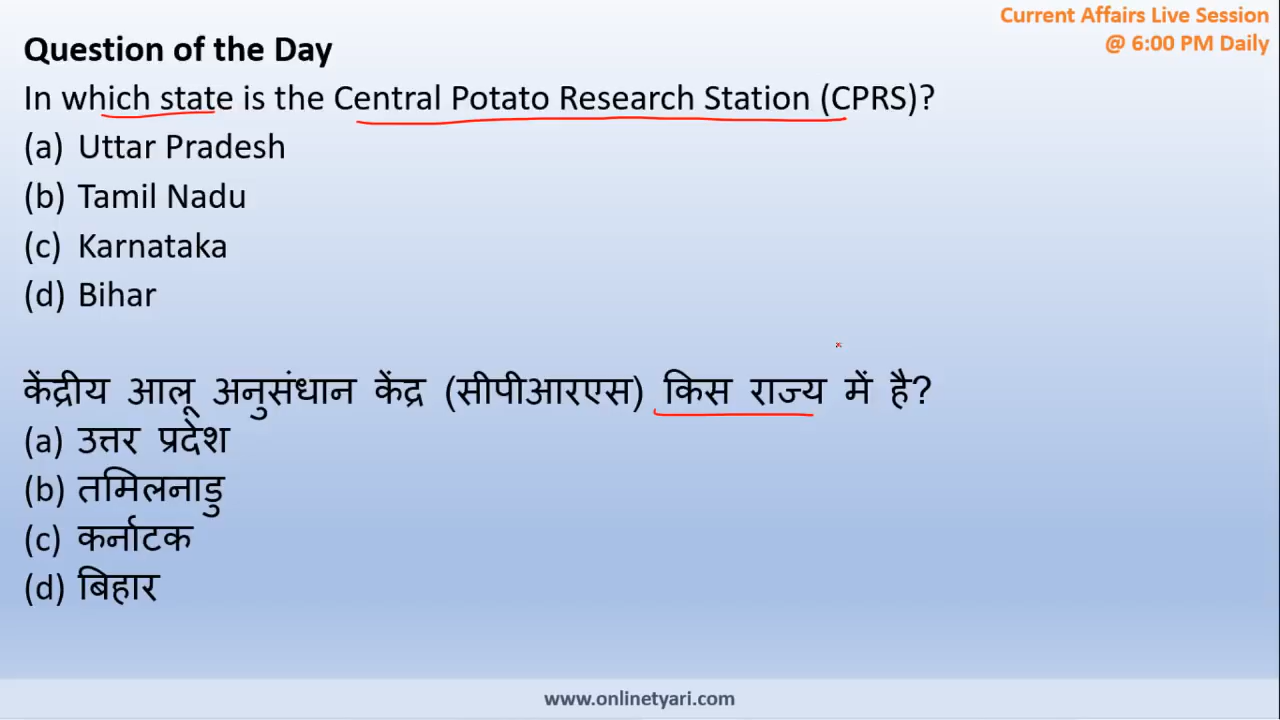 Current Affairs Live Session
@ 6:00 PM Daily
Question of the Day
In which state is the Central Potato Research Station (CPRS)?
(a) Uttar Pradesh
(b) Tamil Nadu
(c) Karnataka
(d) Bihar
केंद्रीय आलू अनुसंधान केंद्र (सीपीआरएस) किस राज्य में है?
(a) उत्तर प्रदेश
(b) तमिलनाडु
(c) कर्नाटक
(d) बिहार
www.onlinetyari.com